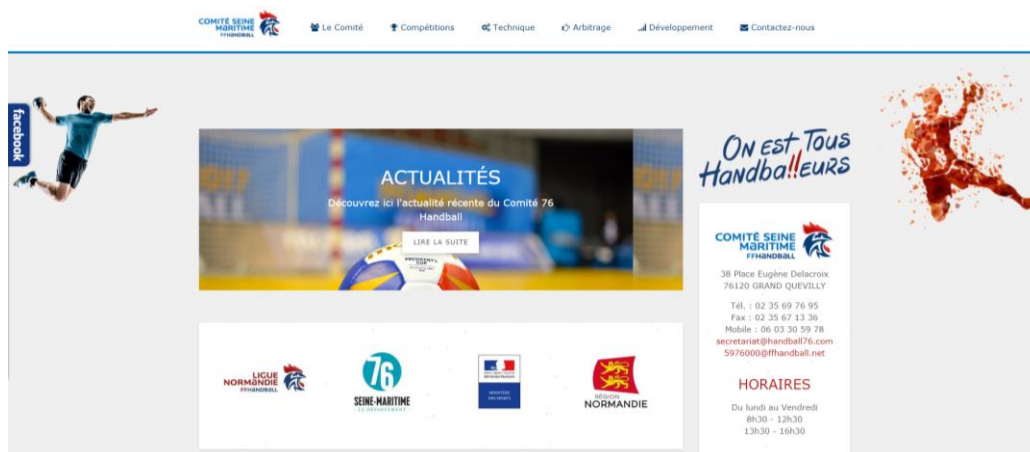 COMITÉ SEINE
MARITIME
FFHANDBALL
Le Comité
Compétitions
Technique
Arbitrage
Développement
Contactez-nous
facebook
ACTUALITÉS
Découvrez ici l'actualité récente du Comité 76
Handball
LIRE LA SUITE
ON EST TOUS
HANDBA!!EURS
COMITÉ SEINE
MARITIME
FFHANDBALL
38 Place Eugène Delacroix
76120 GRAND QUEVILLY
Tél. : 02 35 69 76 95
Fax : 02 35 67 13 36
Mobile : 06 03 30 59 78
secretariat@handball76.com
5976000@ffhandball.net
HORAIRES
Du lundi au Vendredi
8h30 - 12h30
13h30 - 16h30
LIGUE
NORMANDIE
FFHANDBALL
76
SEINE-MARITIME
LE DÉPARTEMENT
MINISTÈRE
DES SPORTS
RÉGION
NORMANDIE